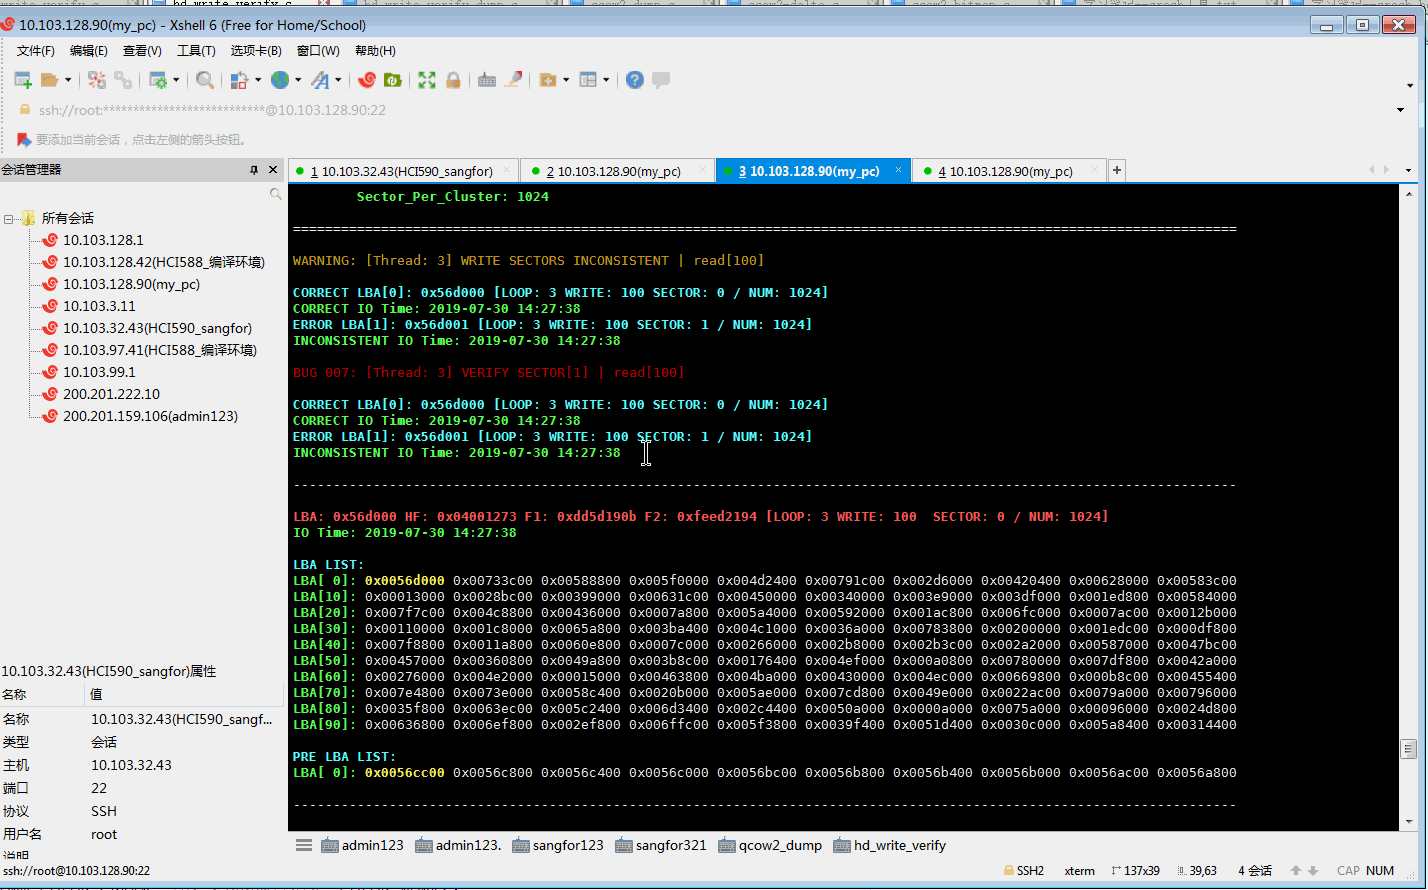 10.103.128.90(my_pc) - Xshell 6 (Free for Home/School)
文件(F) 编辑(E) 查看(V) 工具(T) 选项卡(B) 窗口(W) 帮助(H)
ssh://root:***************************@10.103.128.90:22
要添加当前会话，点击左侧的箭头按钮。
会话管理器
1 10.103.32.43(HCI590_sangfor) 2 10.103.128.90(my_pc) 3 10.103.128.90(my_pc) 4 10.103.128.90(my_pc)
所有会话
10.103.128.1
10.103.128.42(HCI588_编译环境)
10.103.128.90(my_pc)
10.103.3.11
10.103.32.43(HCI590_sangfor)
10.103.97.41(HCI588_编译环境)
10.103.99.1
200.201.222.10
200.201.159.106(admin123)
10.103.32.43(HCI590_sangfor)属性
名称 值
名称 10.103.32.43(HCI590_sangf...
类型 会话
主机 10.103.32.43
端口 22
协议 SSH
用户名 root
说明
Sector_Per_Cluster: 1024
WARNING: [Thread: 3] WRITE SECTORS INCONSISTENT | read[100]
CORRECT LBA[0]: 0x56d000 [LOOP: 3 WRITE: 100 SECTOR: 0 / NUM: 1024]
CORRECT IO Time: 2019-07-30 14:27:38
ERROR LBA[1]: 0x56d001 [LOOP: 3 WRITE: 100 SECTOR: 1 / NUM: 1024]
INCONSISTENT IO Time: 2019-07-30 14:27:38
BUG 007: [Thread: 3] VERIFY SECTOR[1] | read[100]
CORRECT LBA[0]: 0x56d000 [LOOP: 3 WRITE: 100 SECTOR: 0 / NUM: 1024]
CORRECT IO Time: 2019-07-30 14:27:38
ERROR LBA[1]: 0x56d001 [LOOP: 3 WRITE: 100 SECTOR: 1 / NUM: 1024]
INCONSISTENT IO Time: 2019-07-30 14:27:38
LBA: 0x56d000 HF: 0x04001273 F1: 0xdd5d190b F2: 0xfeed2194 [LOOP: 3 WRITE: 100  SECTOR: 0 / NUM: 1024]
IO Time: 2019-07-30 14:27:38
LBA LIST:
LBA[ 0]: 0x0056d000 0x00733c00 0x00588800 0x005f0000 0x004d2400 0x00791c00 0x002d6000 0x00420400 0x00628000 0x00583c00
LBA[10]: 0x00013000 0x0028bc00 0x00399000 0x00631c00 0x00450000 0x00340000 0x003e9000 0x003df000 0x001ed800 0x00584000
LBA[20]: 0x007f7c00 0x004c8800 0x00436000 0x0007a800 0x005a4000 0x00592000 0x001ac800 0x006fc000 0x0007ac00 0x0012b000
LBA[30]: 0x00110000 0x001c8000 0x0065a800 0x003ba400 0x004c1000 0x0036a000 0x00783800 0x00200000 0x001edc00 0x000df800
LBA[40]: 0x007f8800 0x0011a800 0x0060e800 0x0007c000 0x00266000 0x002b8000 0x002b3c00 0x002a2000 0x00587000 0x0047bc00
LBA[50]: 0x00457000 0x00360800 0x0049a800 0x003b8c00 0x00176400 0x004ef000 0x000a0800 0x00780000 0x007df800 0x0042a000
LBA[60]: 0x00276000 0x004e2000 0x00015000 0x00463800 0x004ba000 0x00430000 0x004ec000 0x00669800 0x000b8c00 0x00455400
LBA[70]: 0x007e4800 0x0073e000 0x0058c400 0x0020b000 0x005ae000 0x007cd800 0x0049e000 0x0022ac00 0x0079a000 0x00796000
LBA[80]: 0x0035f800 0x0063ec00 0x005c2400 0x006d3400 0x002c4400 0x0050a000 0x0000a000 0x0075a000 0x00096000 0x0024d800
LBA[90]: 0x00636800 0x006ef800 0x002ef800 0x006ffc00 0x005f3800 0x0039f400 0x0051d400 0x0030c000 0x005a8400 0x00314400
PRE LBA LIST:
LBA[ 0]: 0x0056cc00 0x0056c800 0x0056c400 0x0056c000 0x0056bc00 0x0056b800 0x0056b400 0x0056b000 0x0056ac00 0x0056a800
admin123 admin123. sangfor123 sangfor321 qcow2_dump hd_write_verify
ssh://root@10.103.128.90:22 SSH2 xterm 137x39 39,63 4 会话 CAP NUM